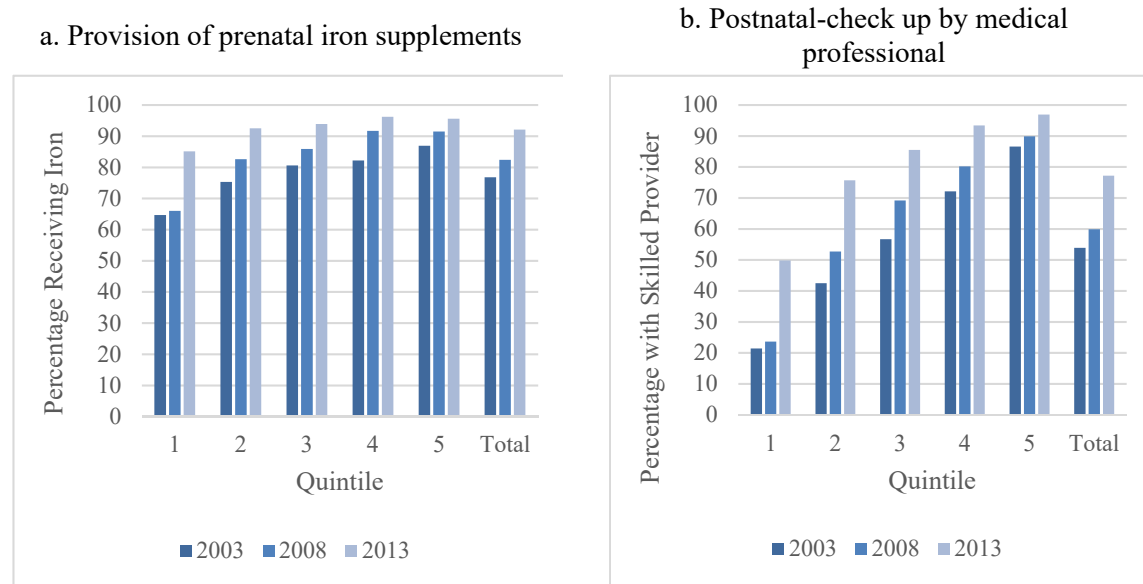 a. Provision of prenatal iron supplements
Percentage Receiving Iron
100
90
80
70
60
50
40
30
20
10
0
1 2 3 4 5 Total
Quintile
2003 2008 2013
b. Postnatal-check up by medical
professional
Percentage with Skilled Provider
100
90
80
70
60
50
40
30
20
10
0
1 2 3 4 5 Total
Quintile
2003 2008 2013